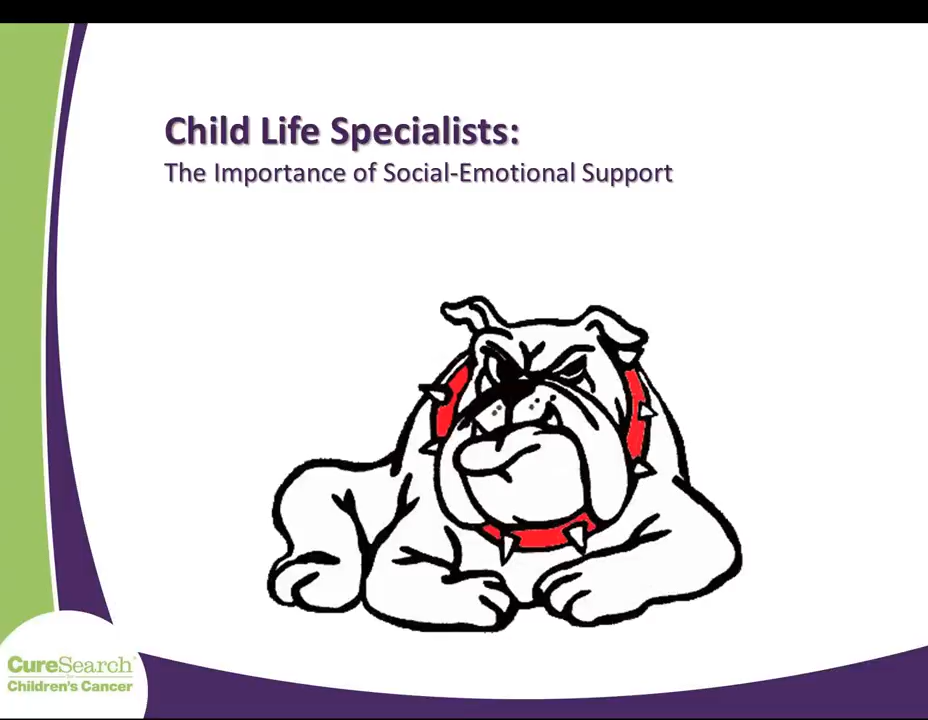 Child Life Specialists:
The Importance of Social-Emotional Support
CureSearch
Children's Cancer